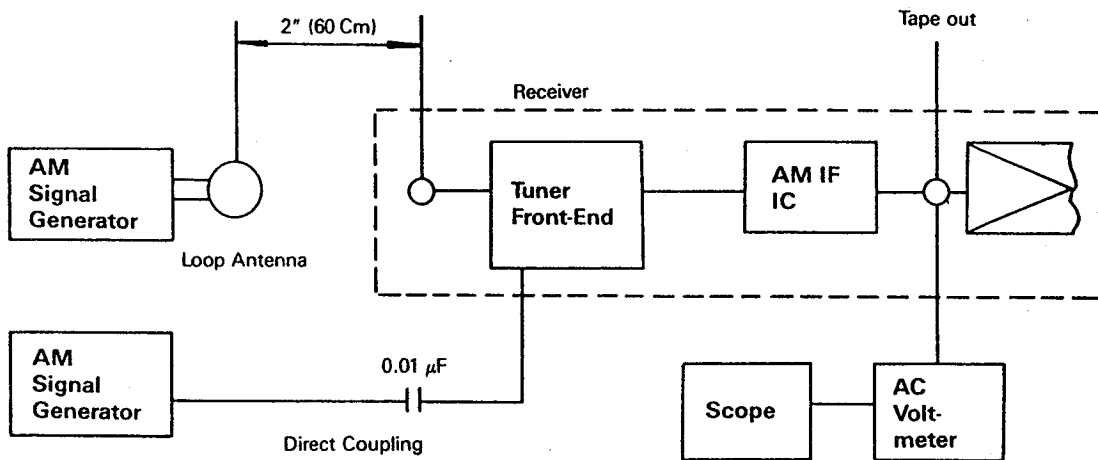 2" (60 Cm)
Tape out
Receiver
AM
Signal
Generator
Tuner
Front-End
AM IF
IC
Loop Antenna
AM
Signal
Generator
0.01 μF
Direct Coupling
Scope
AC
Volt-
meter